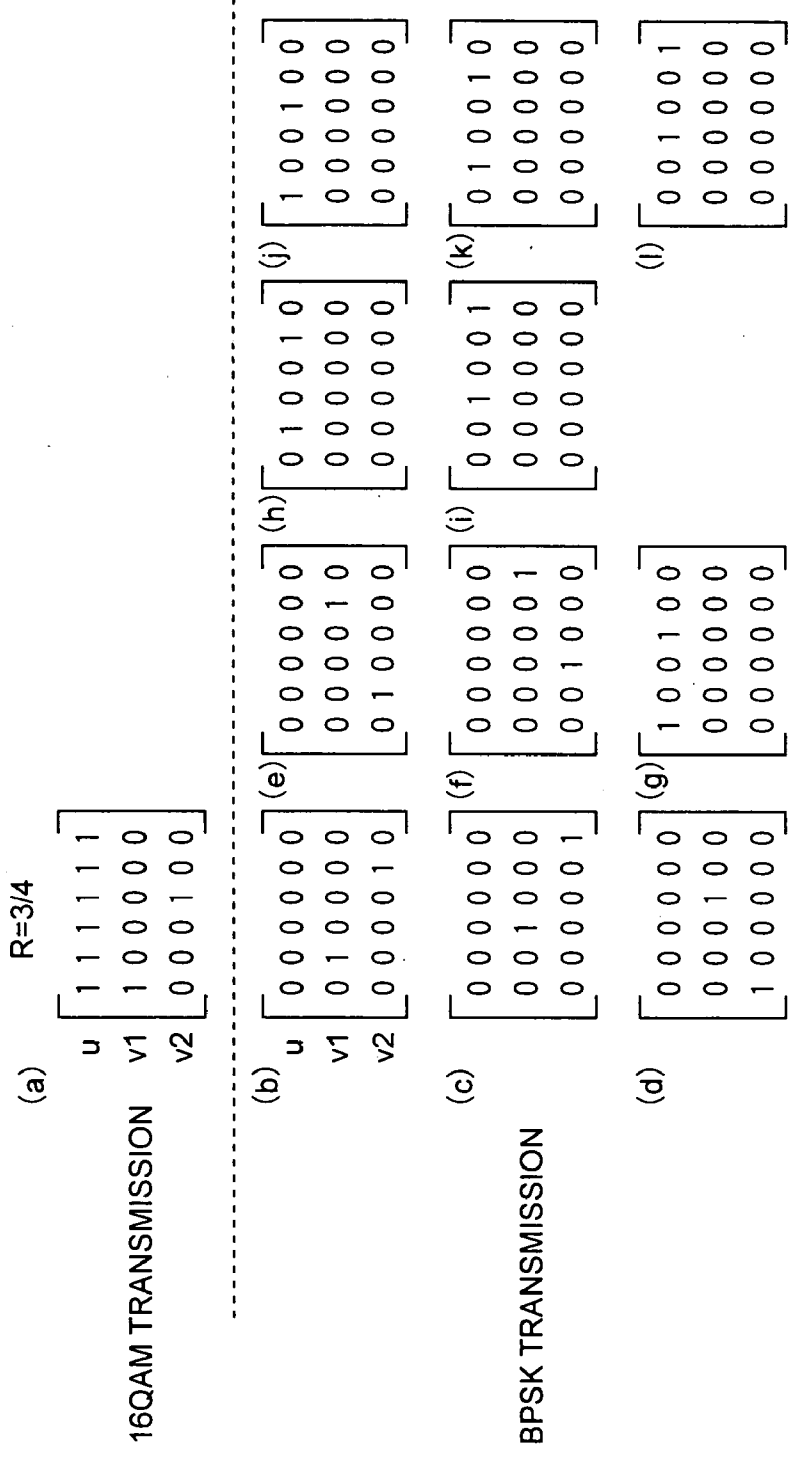 R=3/4
(a)
u 1 1 1 1 1 1
v1 1 0 0 0 0 0
v2 0 0 0 1 0 0
16QAM TRANSMISSION
(b)
u 0 0 0 0 0 0
v1 0 1 0 0 0 0
v2 0 0 0 0 1 0
(e)
0 0 0 0 0 0
0 0 0 0 1 0
0 1 0 0 0 0
(h)
0 1 0 0 1 0
0 0 0 0 0 0
0 0 0 0 0 0
(j)
1 0 0 1 0 0
0 0 0 0 0 0
0 0 0 0 0 0
BPSK TRANSMISSION
(c)
0 0 0 0 0 0
0 0 1 0 0 0
0 0 0 0 0 1
(f)
0 0 0 0 0 0
0 0 0 0 0 1
0 0 1 0 0 0
(i)
0 0 1 0 0 1
0 0 0 0 0 0
0 0 0 0 0 0
(k)
0 1 0 0 1 0
0 0 0 0 0 0
0 0 0 0 0 0
(d)
0 0 0 0 0 0
0 0 0 1 0 0
1 0 0 0 0 0
(g)
1 0 0 1 0 0
0 0 0 0 0 0
0 0 0 0 0 0
(l)
0 0 1 0 0 1
0 0 0 0 0 0
0 0 0 0 0 0